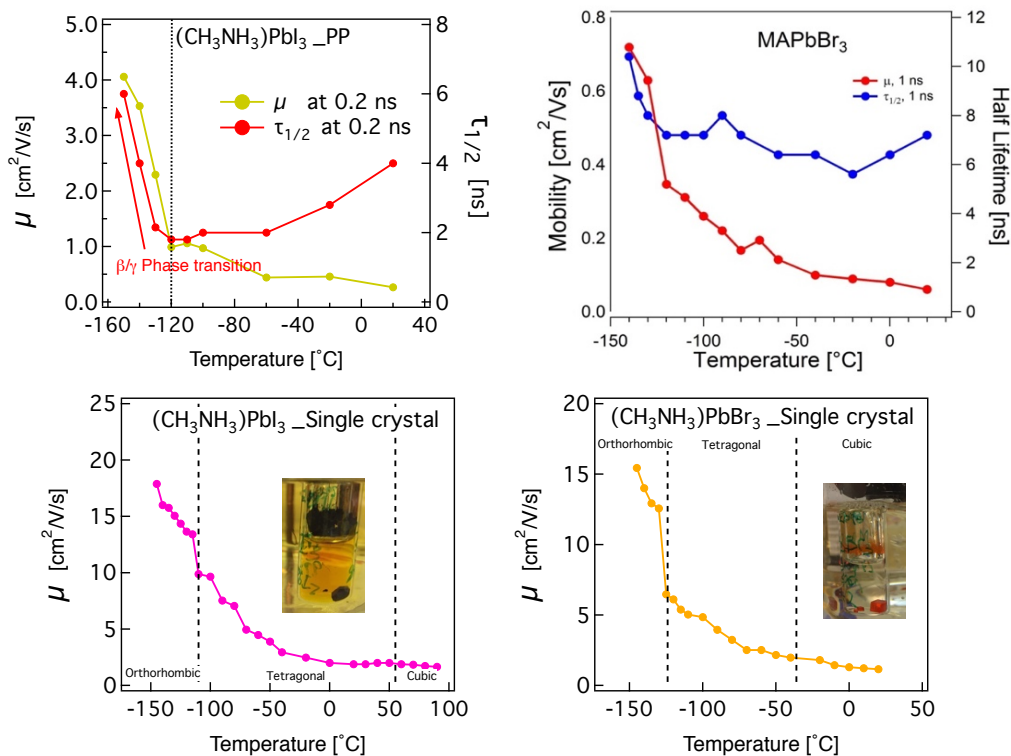 (CH₃NH₃)PbI₃ _PP
μ at 0.2 ns
τ1/2 at 0.2 ns
β/γ Phase transition
5.0
4.0
3.0
2.0
1.0
0.0
μ [cm²/V/s]
6
4
2
0
τ1/2 [ns]
-160 -120 -80 -40 0 40
Temperature [˚C]
MAPbBr₃
μ, 1 ns
τ1/2, 1 ns
0.8
0.6
0.4
0.2
0.0
Mobility [cm²/Vs]
12
10
8
6
4
2
0
Half Lifetime [ns]
-150 -100 -50 0
Temperature [°C]
(CH₃NH₃)PbI₃ _Single crystal
25
20
15
10
5
0
μ [cm²/V/s]
Orthorhombic Tetragonal Cubic
-150 -100 -50 0 50 100
Temperature [˚C]
(CH₃NH₃)PbBr₃ _Single crystal
Orthorhombic Tetragonal Cubic
20
15
10
5
0
μ [cm²/V/s]
-150 -100 -50 0 50
Temperature [˚C]